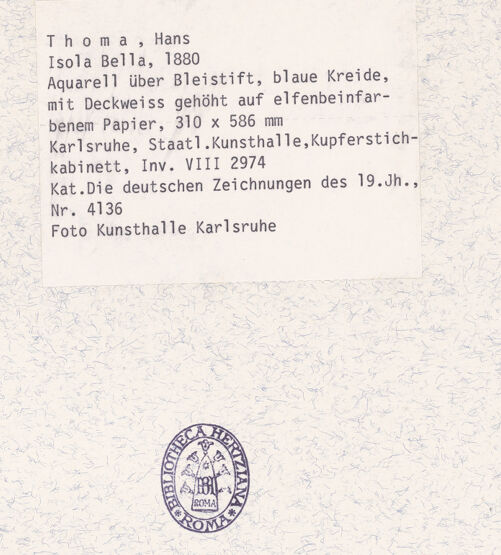 T h o m a , Hans
Isola Bella, 1880
Aquarell über Bleistift, blaue Kreide,
mit Deckweiss gehöht auf elfenbeinfar-
benem Papier, 310 x 586 mm
Karlsruhe, Staatl.Kunsthalle,Kupferstich-
kabinett, Inv. VIII 2974
Kat.Die deutschen Zeichnungen des 19.Jh.,
Nr. 4136
Foto Kunsthalle Karlsruhe
BIBLIOTHECA HERTZIANA
BH
ROMA
* ROMA *